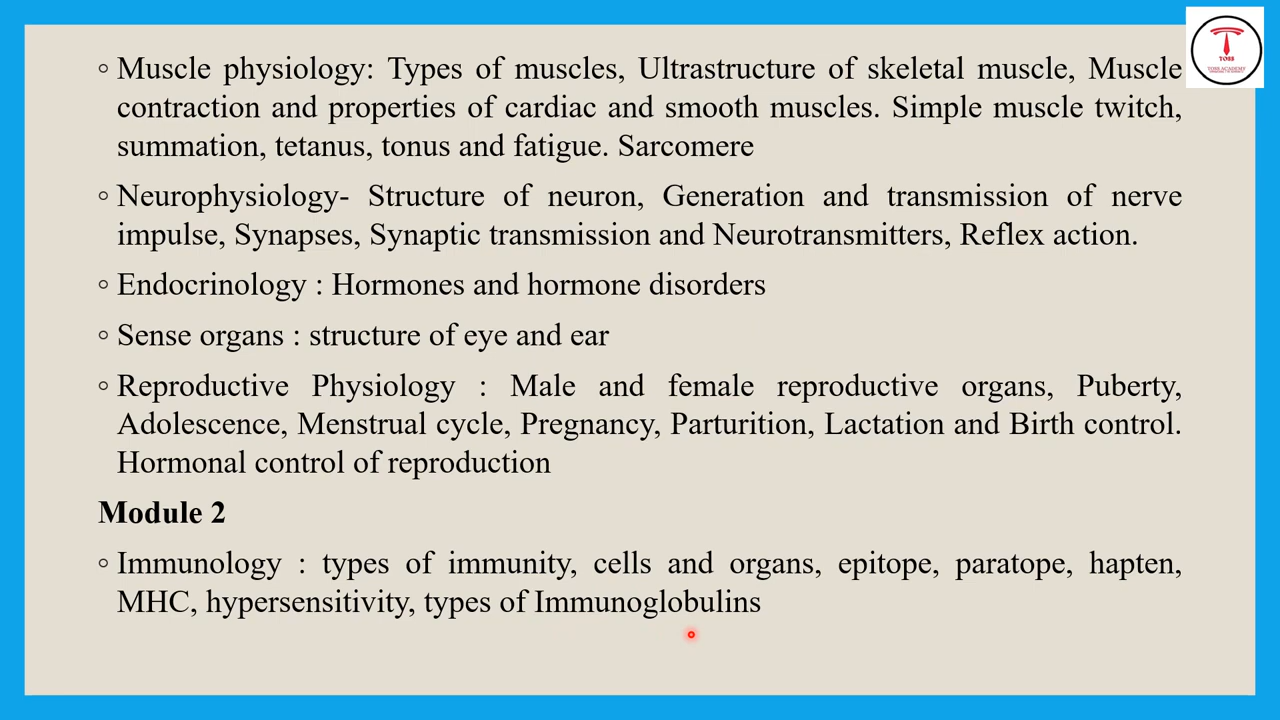 ◦ Muscle physiology: Types of muscles, Ultrastructure of skeletal muscle, Muscle
contraction and properties of cardiac and smooth muscles. Simple muscle twitch,
summation, tetanus, tonus and fatigue. Sarcomere
◦ Neurophysiology- Structure of neuron, Generation and transmission of nerve
impulse, Synapses, Synaptic transmission and Neurotransmitters, Reflex action.
◦ Endocrinology : Hormones and hormone disorders
◦ Sense organs : structure of eye and ear
◦ Reproductive Physiology : Male and female reproductive organs, Puberty,
Adolescence, Menstrual cycle, Pregnancy, Parturition, Lactation and Birth control.
Hormonal control of reproduction
Module 2
◦ Immunology : types of immunity, cells and organs, epitope, paratope, hapten,
MHC, hypersensitivity, types of Immunoglobulins
TOSS
TOSS ACADEMY